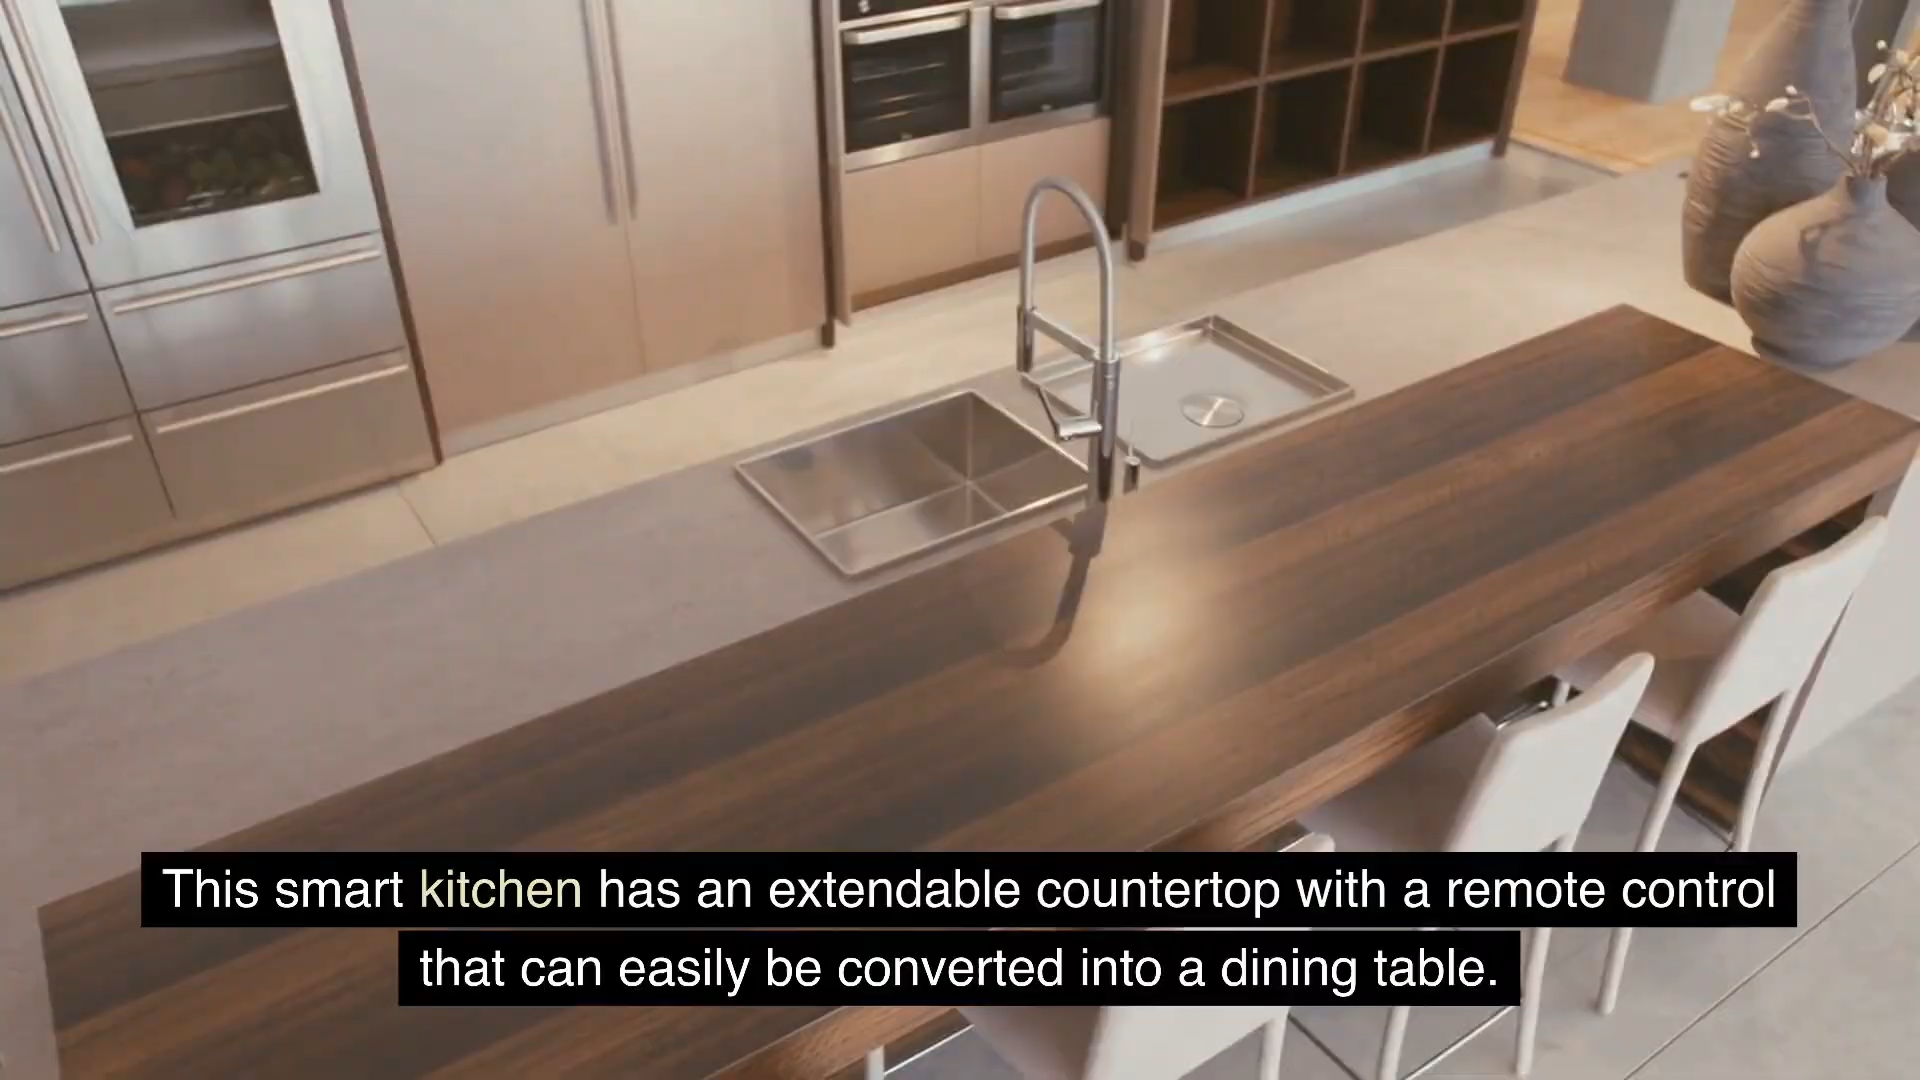 This smart kitchen has an extendable countertop with a remote control
that can easily be converted into a dining table.